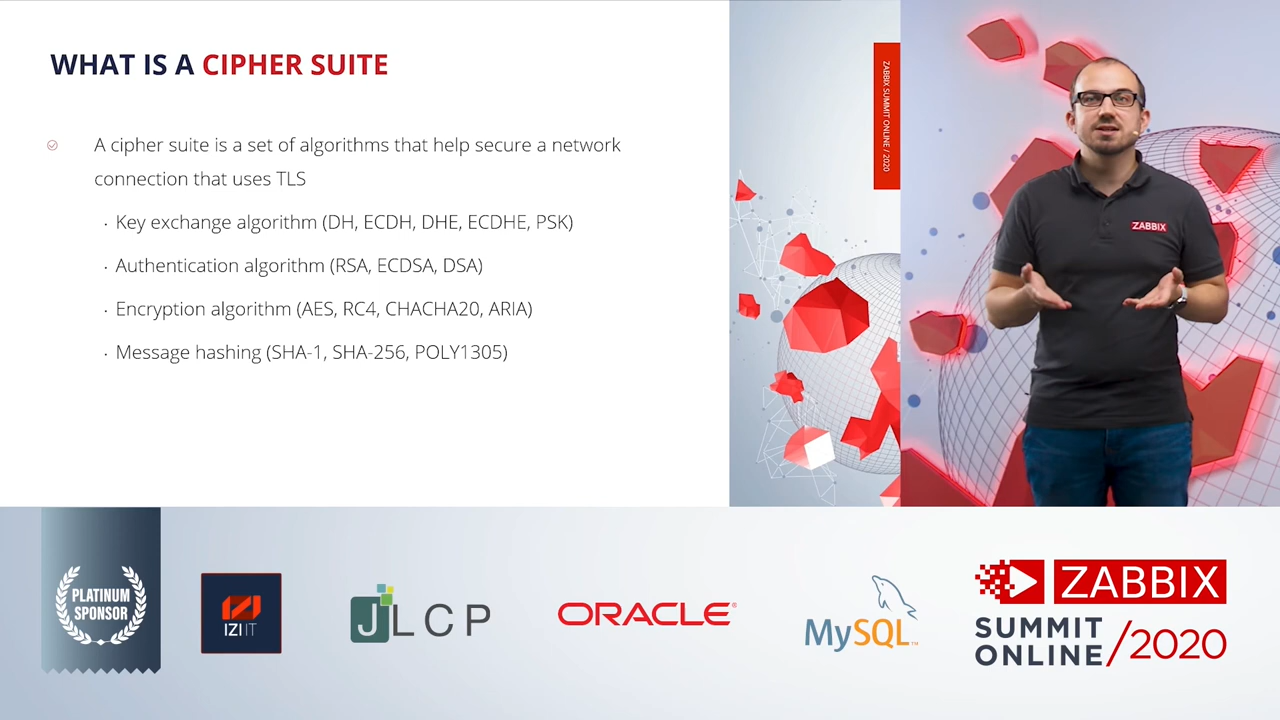 WHAT IS A CIPHER SUITE
A cipher suite is a set of algorithms that help secure a network
connection that uses TLS
· Key exchange algorithm (DH, ECDH, DHE, ECDHE, PSK)
· Authentication algorithm (RSA, ECDSA, DSA)
· Encryption algorithm (AES, RC4, CHACHA20, ARIA)
· Message hashing (SHA-1, SHA-256, POLY1305)
ZABBIX SUMMIT ONLINE / 2020
ZABBIX
PLATINUM
SPONSOR
IZI IT
JLCP
ORACLE®
MySQL™
ZABBIX
SUMMIT
ONLINE/2020